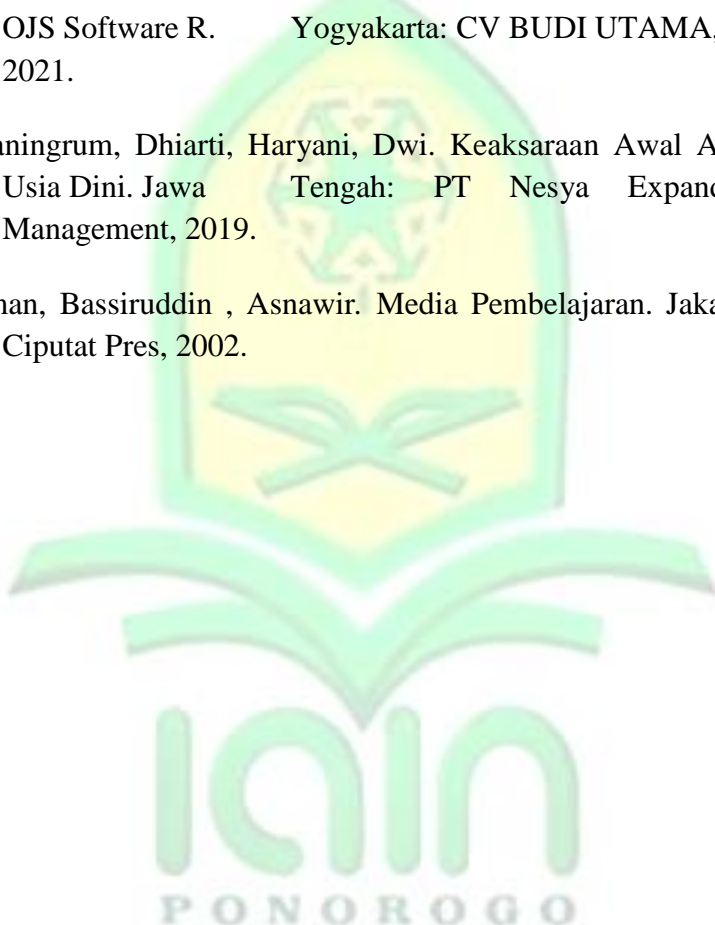 OJS Software R. Yogyakarta: CV BUDI UTAMA,
2021.
aningrum, Dhiarti, Haryani, Dwi. Keaksaraan Awal A
Usia Dini. Jawa Tengah: PT Nesya Expand
Management, 2019.
nan, Bassiruddin , Asnawir. Media Pembelajaran. Jaka
Ciputat Pres, 2002.
iain
PONOROGO